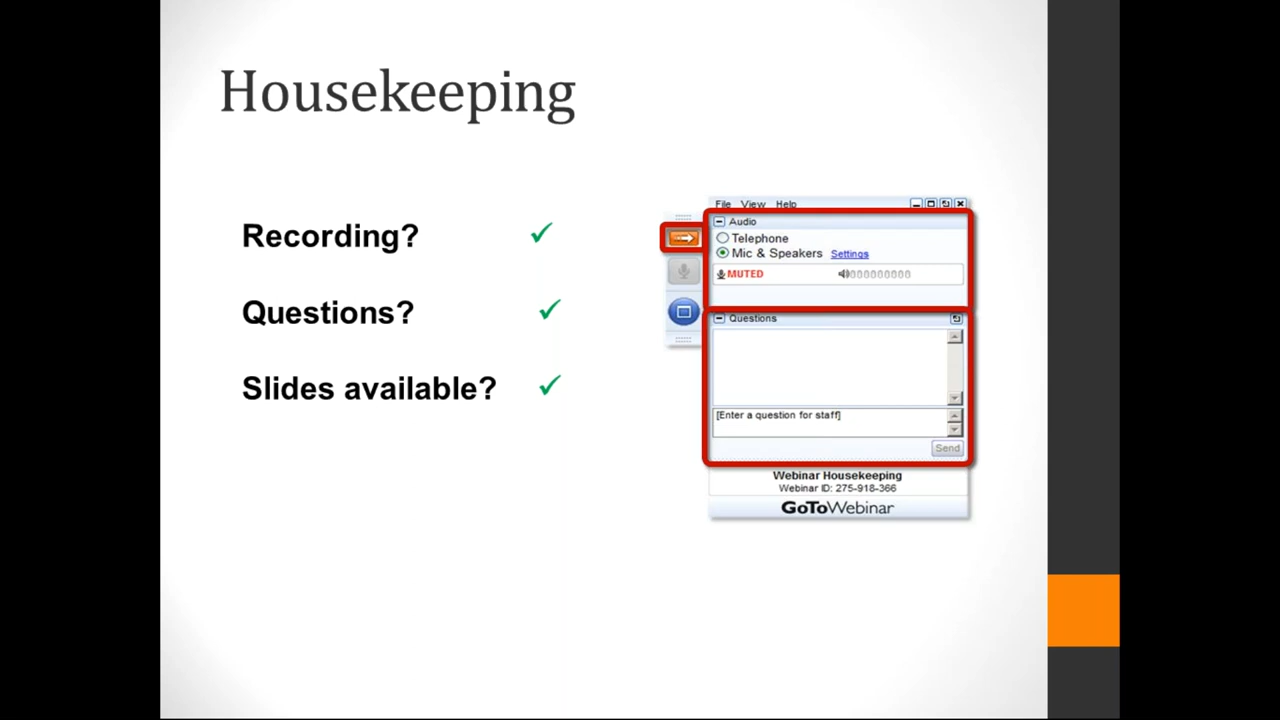 Housekeeping
Recording? ✓
Questions? ✓
Slides available? ✓
File View Help
Audio
Telephone
Mic & Speakers Settings
MUTED
Questions
[Enter a question for staff]
Send
Webinar Housekeeping
Webinar ID: 275-918-366
GoToWebinar